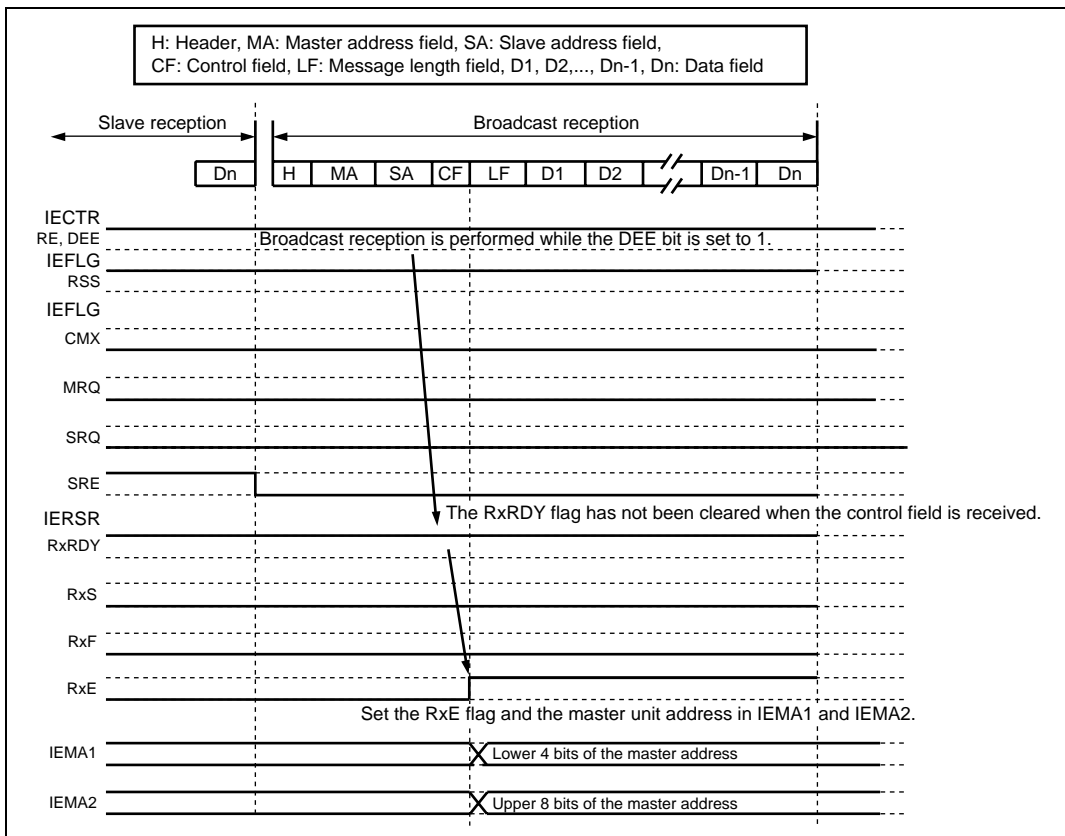 H: Header, MA: Master address field, SA: Slave address field,
CF: Control field, LF: Message length field, D1, D2,..., Dn-1, Dn: Data field
Slave reception
Broadcast reception
Dn H MA SA CF LF D1 D2 Dn-1 Dn
IECTR
RE, DEE
Broadcast reception is performed while the DEE bit is set to 1.
IEFLG
RSS
IEFLG
CMX
MRQ
SRQ
SRE
IERSR
The RxRDY flag has not been cleared when the control field is received.
RxRDY
RxS
RxF
RxE
Set the RxE flag and the master unit address in IEMA1 and IEMA2.
IEMA1
Lower 4 bits of the master address
IEMA2
Upper 8 bits of the master address